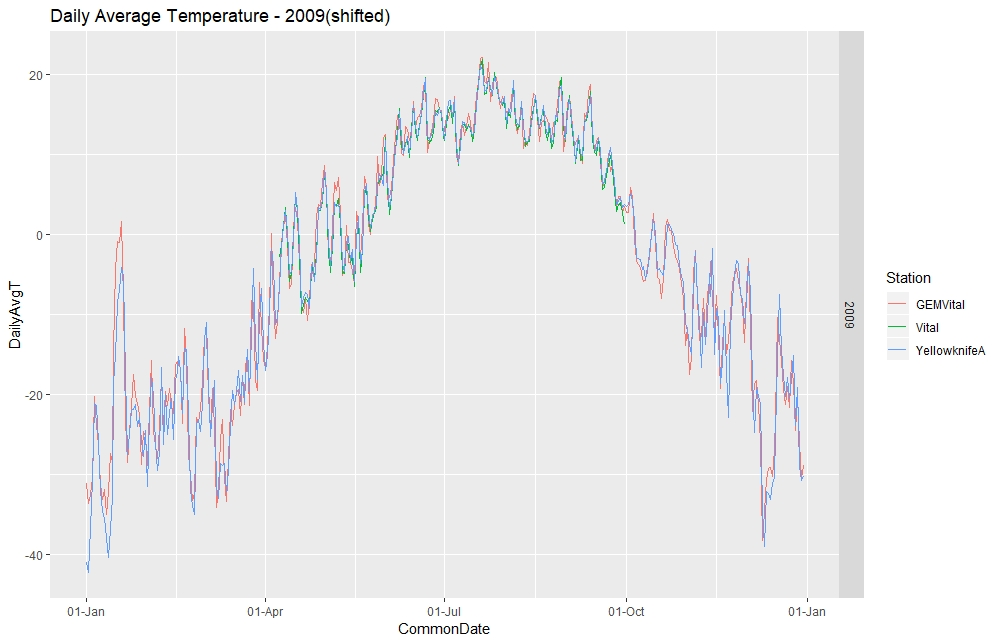 Daily Average Temperature - 2009(shifted)
DailyAvgT
20
0
-20
-40
01-Jan
01-Apr
01-Jul
01-Oct
01-Jan
CommonDate
2009
Station
GEMVital
Vital
YellowknifeA